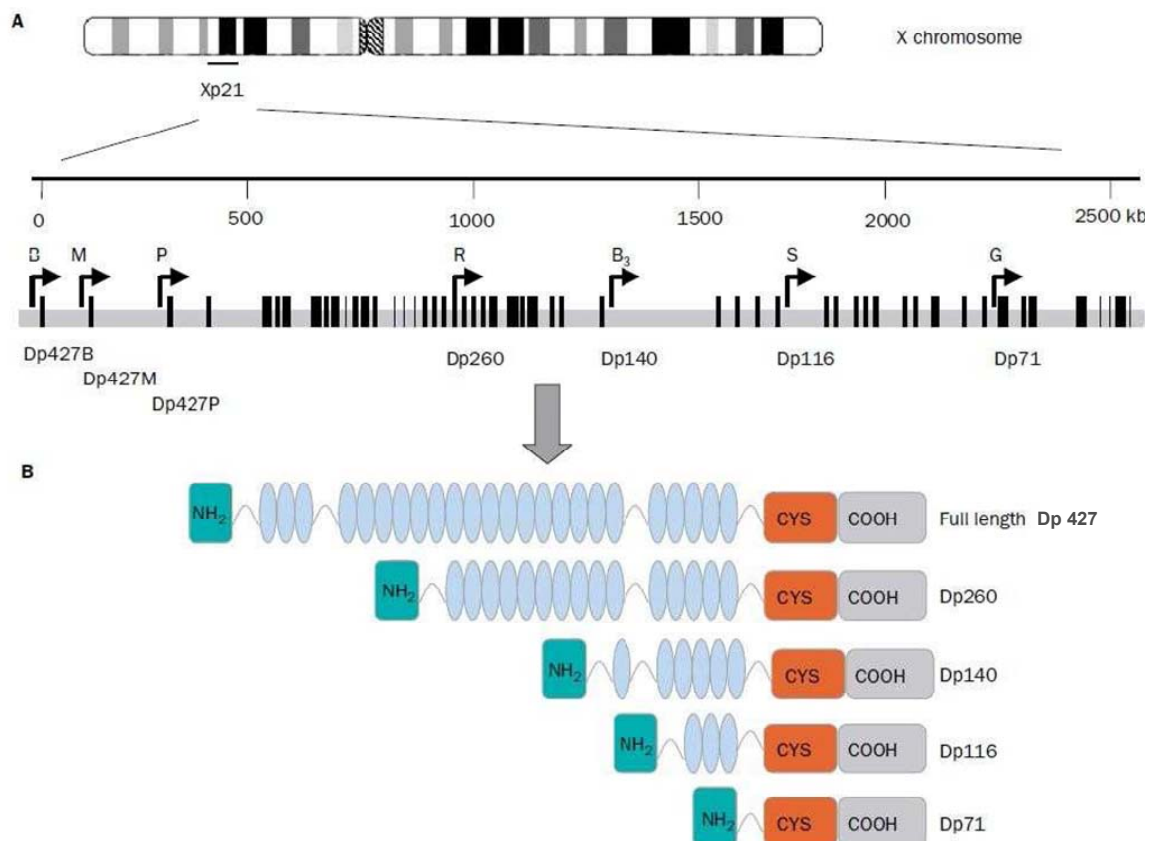 A
X chromosome
Xp21
0 500 1000 1500 2000 2500 kb
B M P R B3 S G
Dp427B Dp260 Dp140 Dp116 Dp71
Dp427M
Dp427P
B
NH2 CYS COOH Full length Dp 427
NH2 CYS COOH Dp260
NH2 CYS COOH Dp140
NH2 CYS COOH Dp116
NH2 CYS COOH Dp71